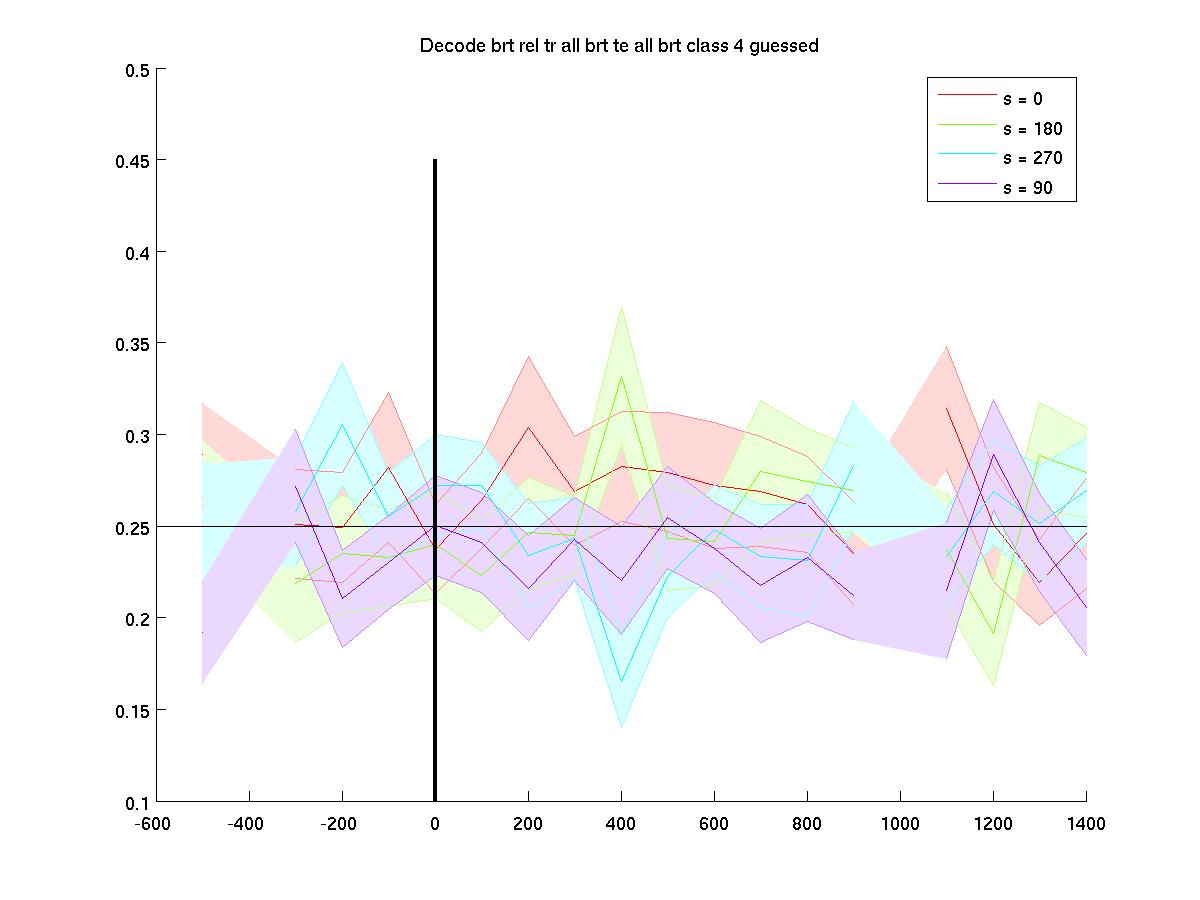 Decode brt rel tr all brt te all brt class 4 guessed
0.5
s = 0
s = 180
s = 270
s = 90
0.45
0.4
0.35
0.3
0.25
0.2
0.15
0.1
-600 -400 -200 0 200 400 600 800 1000 1200 1400